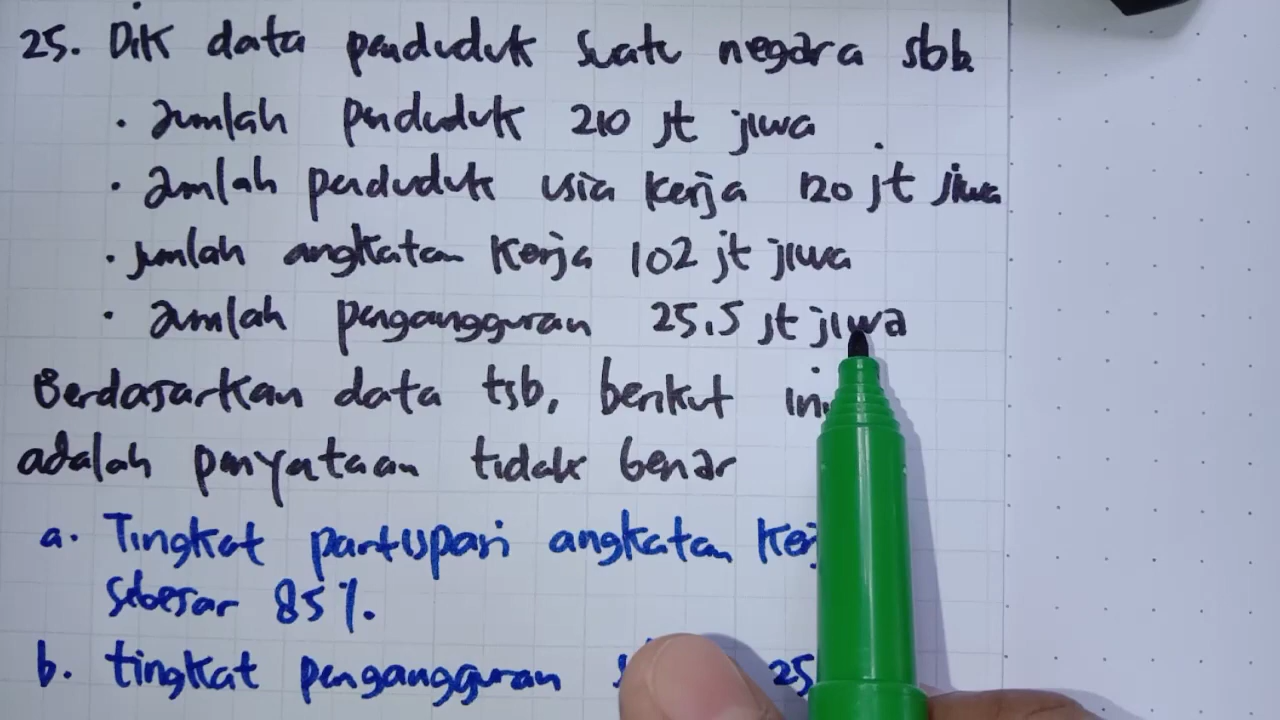 25. Dik data penduduk suatu negara sbb.
• Jumlah penduduk 210 jt jiwa
• Jumlah penduduk usia kerja 120 jt jiwa
• Jumlah angkatan kerja 102 jt jiwa
• Jumlah pengangguran 25.5 jt jiwa
Berdasarkan data tsb, berikut
adalah pernyataan tidak benar
a. Tingkat partisipasi angkatan
sebesar 85%.
b. tingkat pengangguran 25